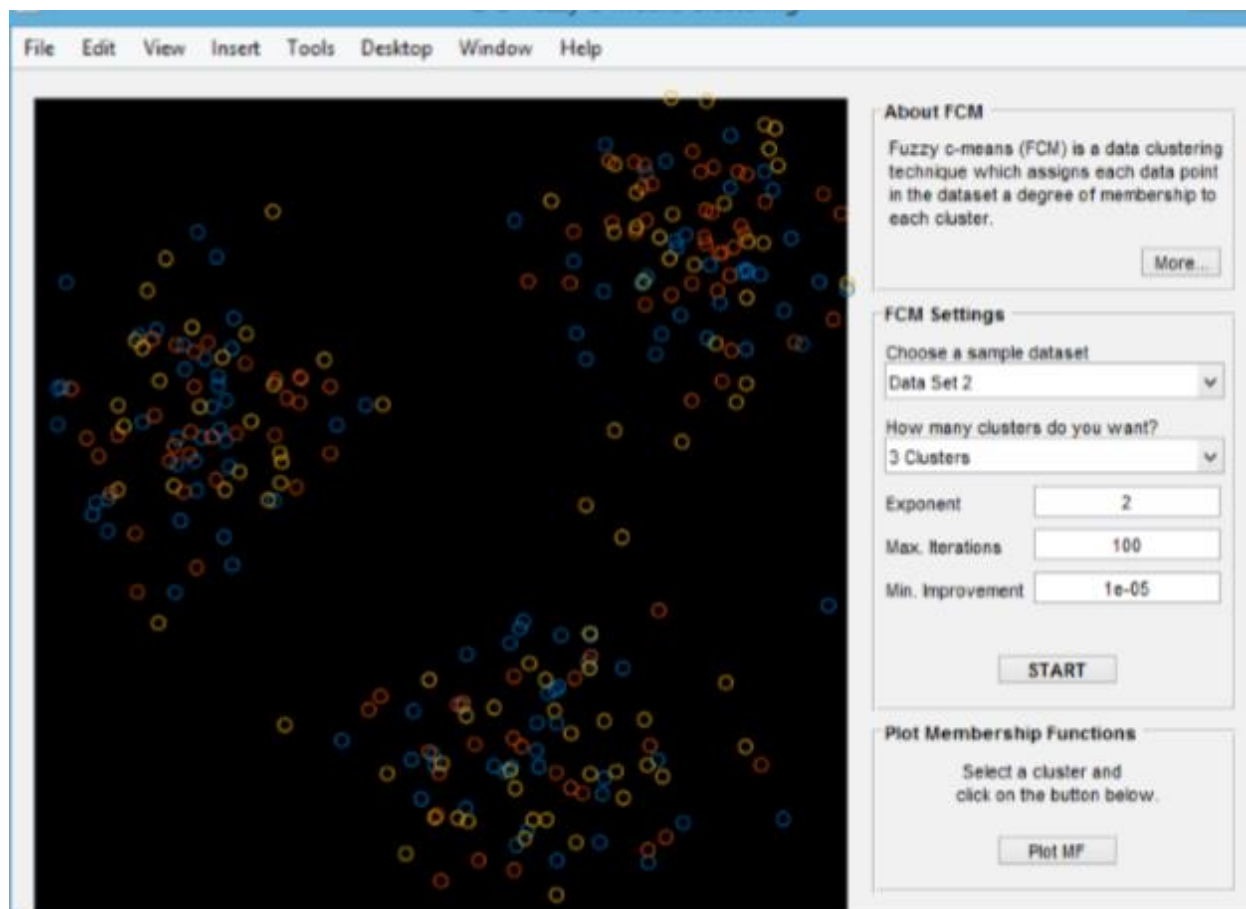 File Edit View Insert Tools Desktop Window Help
About FCM
Fuzzy c-means (FCM) is a data clustering
technique which assigns each data point
in the dataset a degree of membership to
each cluster.
More...
FCM Settings
Choose a sample dataset
Data Set 2
How many clusters do you want?
3 Clusters
Exponent 2
Max. Iterations 100
Min. Improvement 1e-05
START
Plot Membership Functions
Select a cluster and
click on the button below.
Plot MF